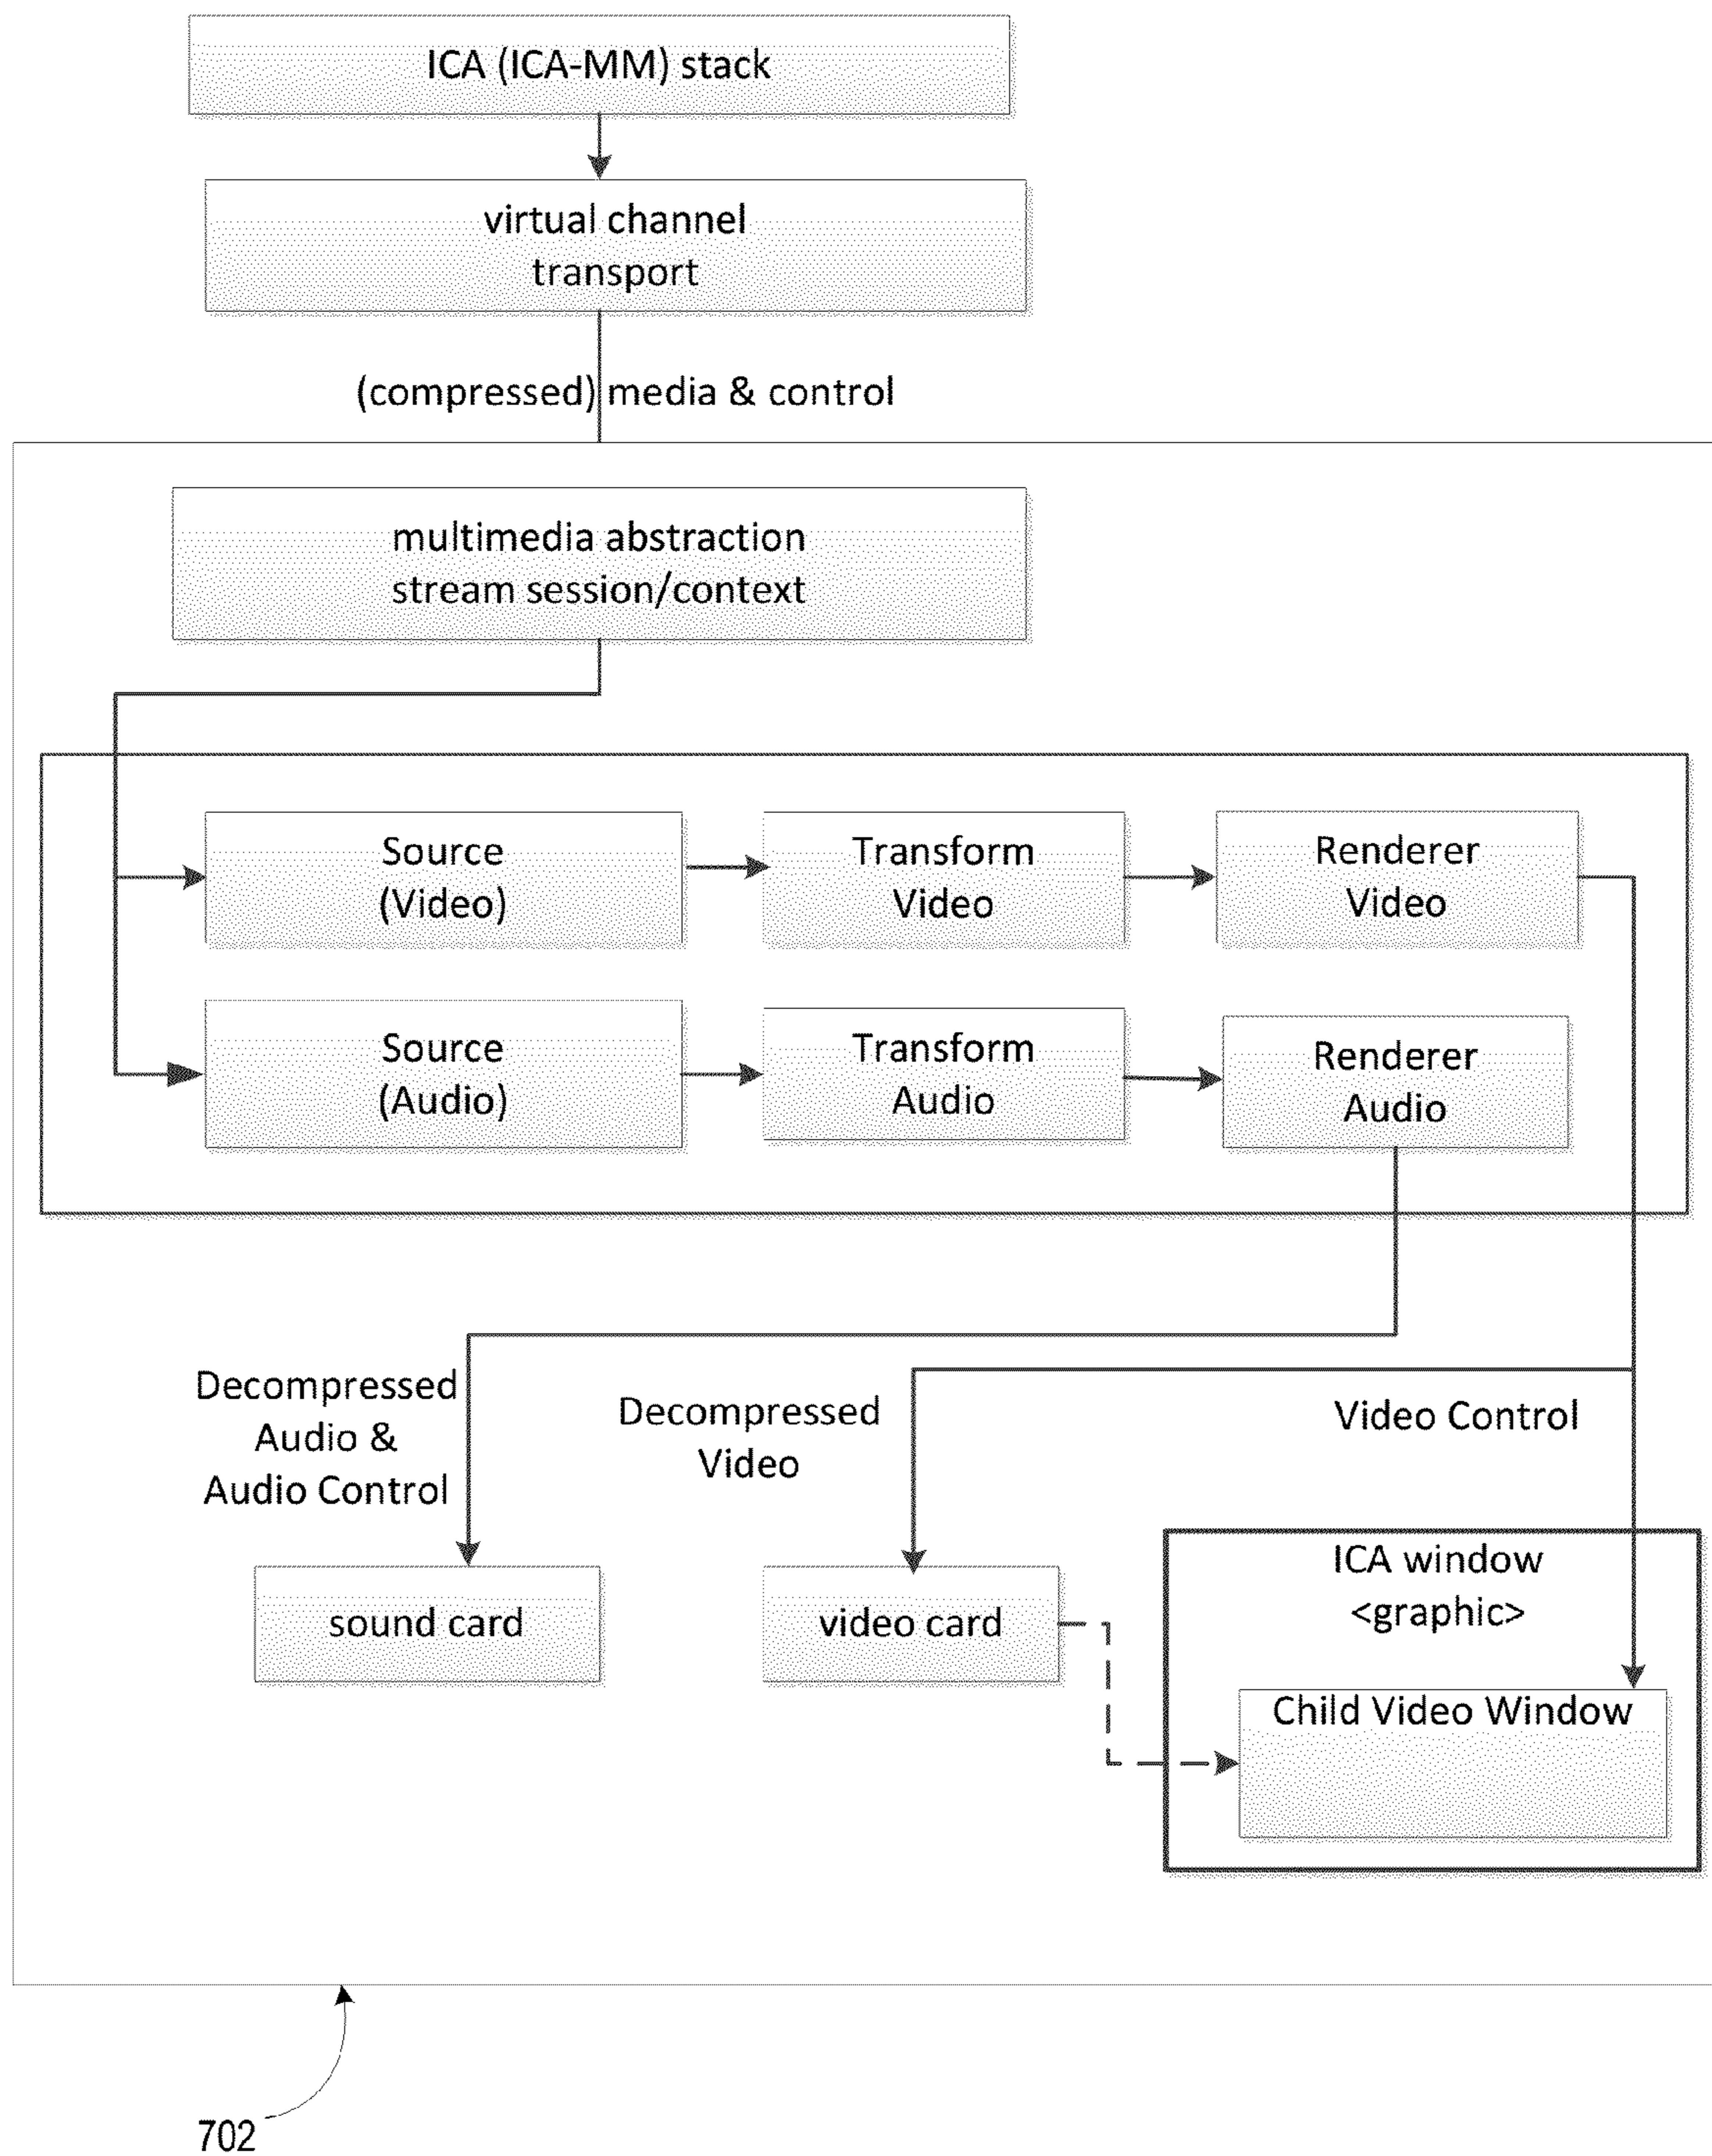 ICA (ICA-MM) stack
virtual channel
transport
(compressed) media & control
multimedia abstraction
stream session/context
Source
(Video)
Transform
Video
Renderer
Video
Source
(Audio)
Transform
Audio
Renderer
Audio
Decompressed
Audio &
Audio Control
Decompressed
Video
Video Control
sound card
video card
ICA window
<graphic>
Child Video Window
702